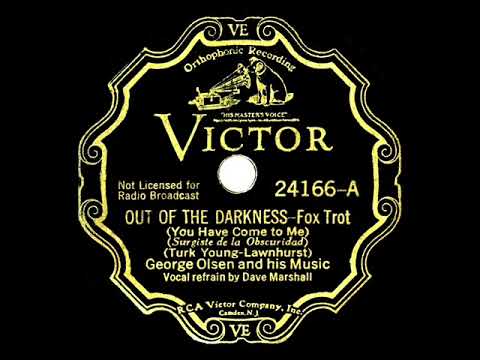 VE
Orthophonic Recording
"HIS MASTER'S VOICE"
VICTOR
Not Licensed for
Radio Broadcast
24166-A
OUT OF THE DARKNESS-Fox Trot
(You Have Come to Me)
(Surgiste de la Obscuridad)
(Turk Young-Lawnhurst)
George Olsen and his Music
Vocal refrain by Dave Marshall
RCA Victor Company, Inc.
Camden, N.J.
VE